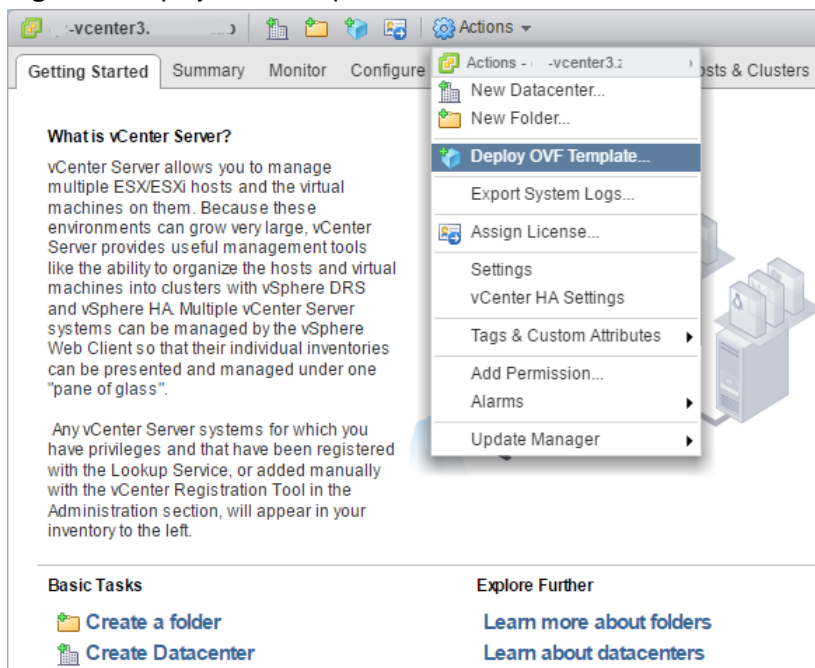 -vcenter3.
Actions
Getting Started Summary Monitor Configure osts & Clusters
Actions - -vcenter3.
New Datacenter...
New Folder...
Deploy OVF Template...
Export System Logs...
Assign License...
Settings
vCenter HA Settings
Tags & Custom Attributes
Add Permission...
Alarms
Update Manager
What is vCenter Server?
vCenter Server allows you to manage
multiple ESX/ESXi hosts and the virtual
machines on them. Because these
environments can grow very large, vCenter
Server provides useful management tools
like the ability to organize the hosts and virtual
machines into clusters with vSphere DRS
and vSphere HA. Multiple vCenter Server
systems can be managed by the vSphere
Web Client so that their individual inventories
can be presented and managed under one
"pane of glass".
Any vCenter Server systems for which you
have privileges and that have been registered
with the Lookup Service, or added manually
with the vCenter Registration Tool in the
Administration section, will appear in your
inventory to the left.
Basic Tasks
Create a folder
Create Datacenter
Explore Further
Learn more about folders
Learn about datacenters